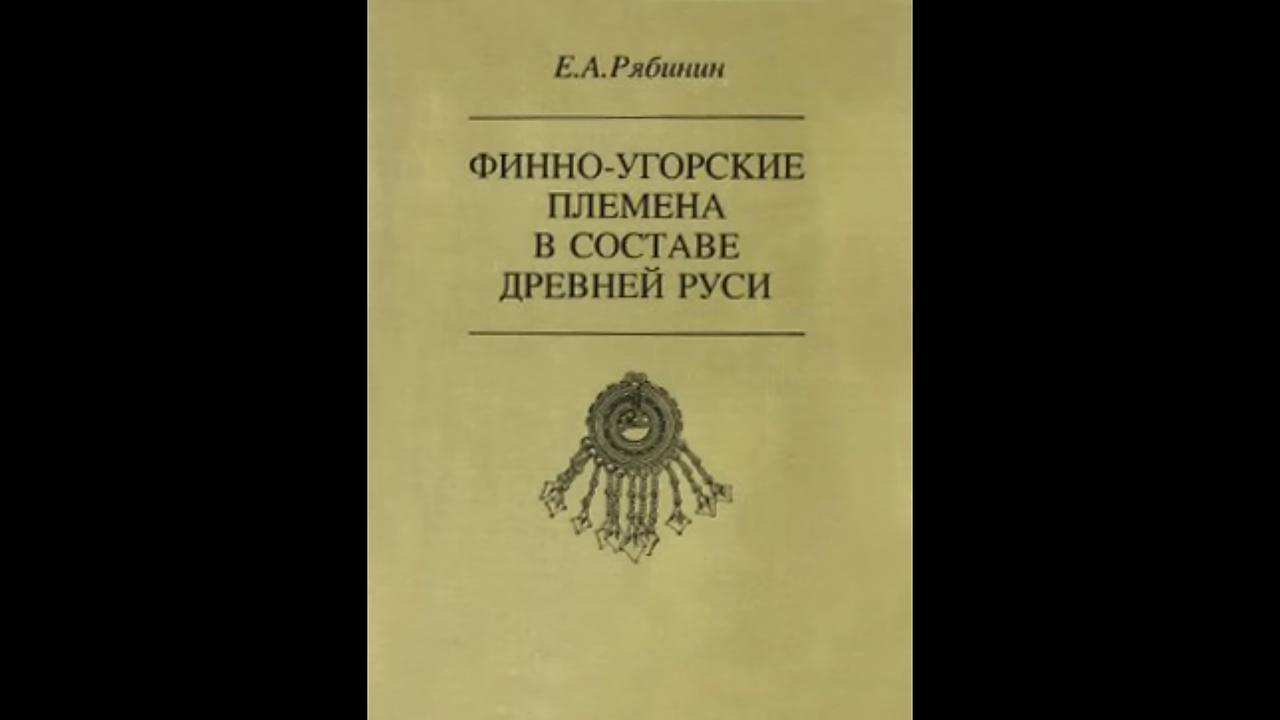 Е.А.Рябинин
ФИННО-УГОРСКИЕ
ПЛЕМЕНА
В СОСТАВЕ
ДРЕВНЕЙ РУСИ